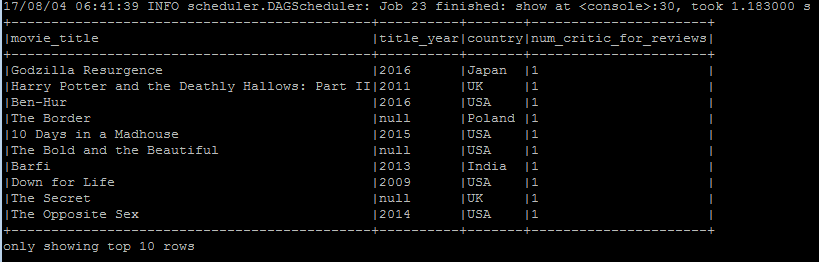 17/08/04 06:41:39 INFO scheduler.DAGScheduler: Job 23 finished: show at <console>:30, took 1.183000 s
+--------------------------------------------+----------+-------+----------------------+
|movie_title                                 |title_year|country|num_critic_for_reviews|
+--------------------------------------------+----------+-------+----------------------+
|Godzilla Resurgence                         |2016      |Japan  |1                     |
|Harry Potter and the Deathly Hallows: Part II|2011      |UK     |1                     |
|Ben-Hur                                     |2016      |USA    |1                     |
|The Border                                  |null      |Poland |1                     |
|10 Days in a Madhouse                       |2015      |USA    |1                     |
|The Bold and the Beautiful                  |null      |USA    |1                     |
|Barfi                                       |2013      |India  |1                     |
|Down for Life                               |2009      |USA    |1                     |
|The Secret                                  |null      |UK     |1                     |
|The Opposite Sex                            |2014      |USA    |1                     |
+--------------------------------------------+----------+-------+----------------------+
only showing top 10 rows